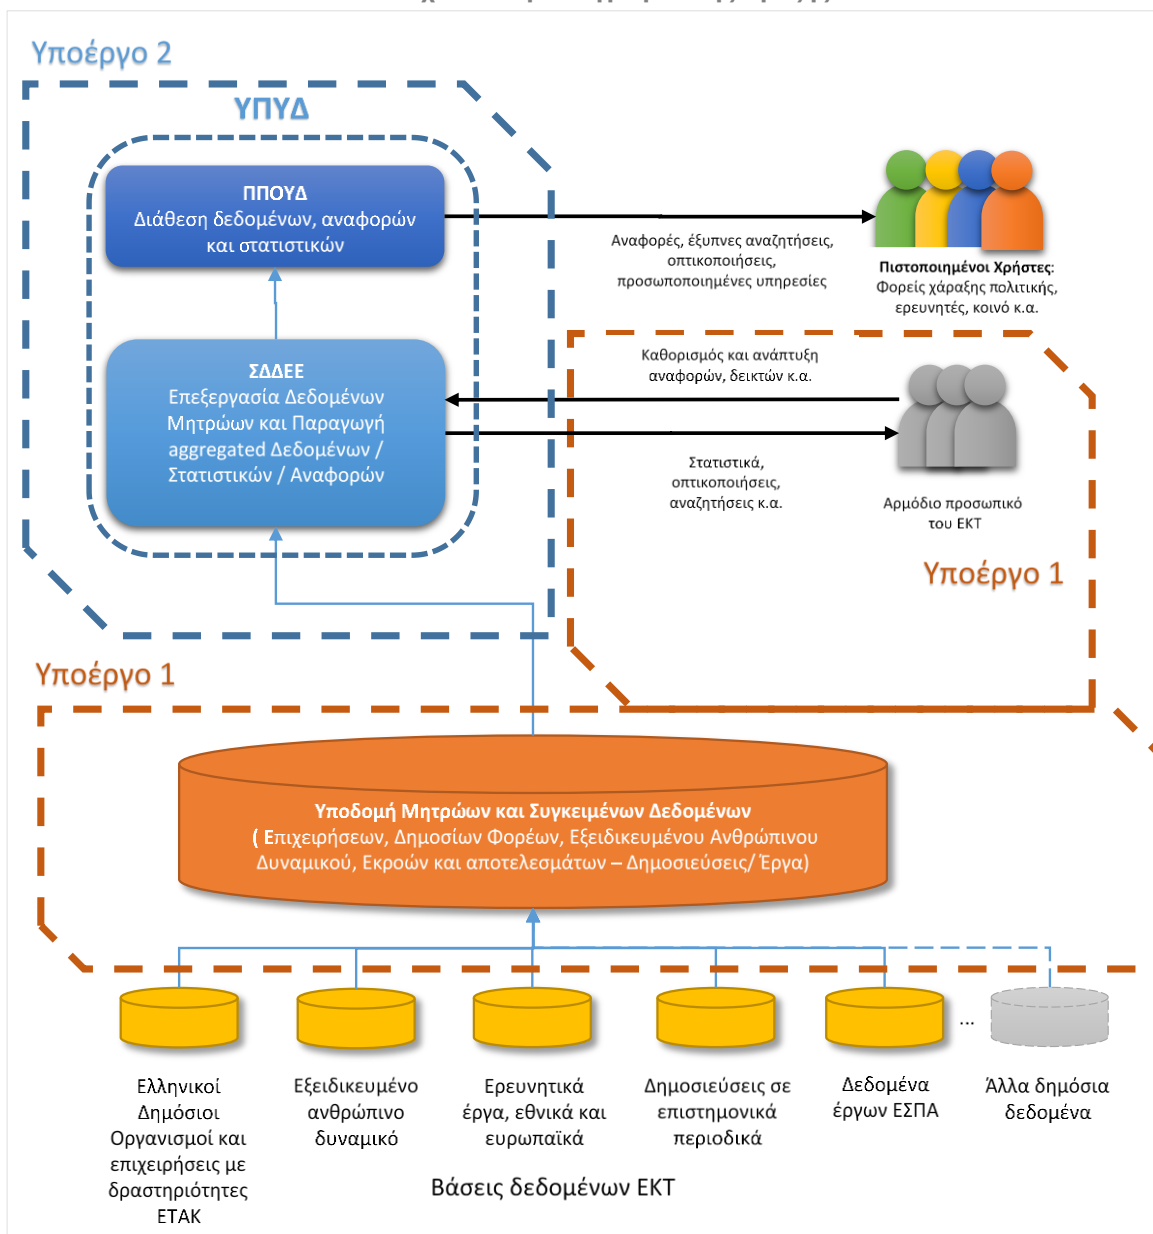 Υποέργο 2
ΥΠΥΔ
ΠΠΟΥΔ
Διάθεση δεδομένων, αναφορών
και στατιστικών
Αναφορές, έξυπνες αναζητήσεις,
οπτικοποιήσεις,
προσωποποιημένες υπηρεσίες
Πιστοποιημένοι Χρήστες:
Φορείς χάραξης πολιτικής,
ερευνητές, κοινό κ.α.
ΣΔΔΕΕ
Επεξεργασία Δεδομένων
Μητρώων και Παραγωγή
aggregated Δεδομένων /
Στατιστικών / Αναφορών
Καθορισμός και ανάπτυξη
αναφορών, δεικτών κ.α.
Στατιστικά,
οπτικοποιήσεις,
αναζητήσεις κ.α.
Αρμόδιο προσωπικό
του ΕΚΤ
Υποέργο 1
Υποέργο 1
Υποδομή Μητρώων και Συγκειμένων Δεδομένων
( Επιχειρήσεων, Δημοσίων Φορέων, Εξειδικευμένου Ανθρώπινου
Δυναμικού, Εκροών και αποτελεσμάτων – Δημοσιεύσεις/ Έργα)
...
Ελληνικοί
Δημόσιοι
Οργανισμοί και
επιχειρήσεις με
δραστηριότητες
ΕΤΑΚ
Εξειδικευμένο
ανθρώπινο
δυναμικό
Ερευνητικά
έργα, εθνικά και
ευρωπαϊκά
Δημοσιεύσεις σε
επιστημονικά
περιοδικά
Δεδομένα
έργων ΕΣΠΑ
Άλλα δημόσια
δεδομένα
Βάσεις δεδομένων ΕΚΤ